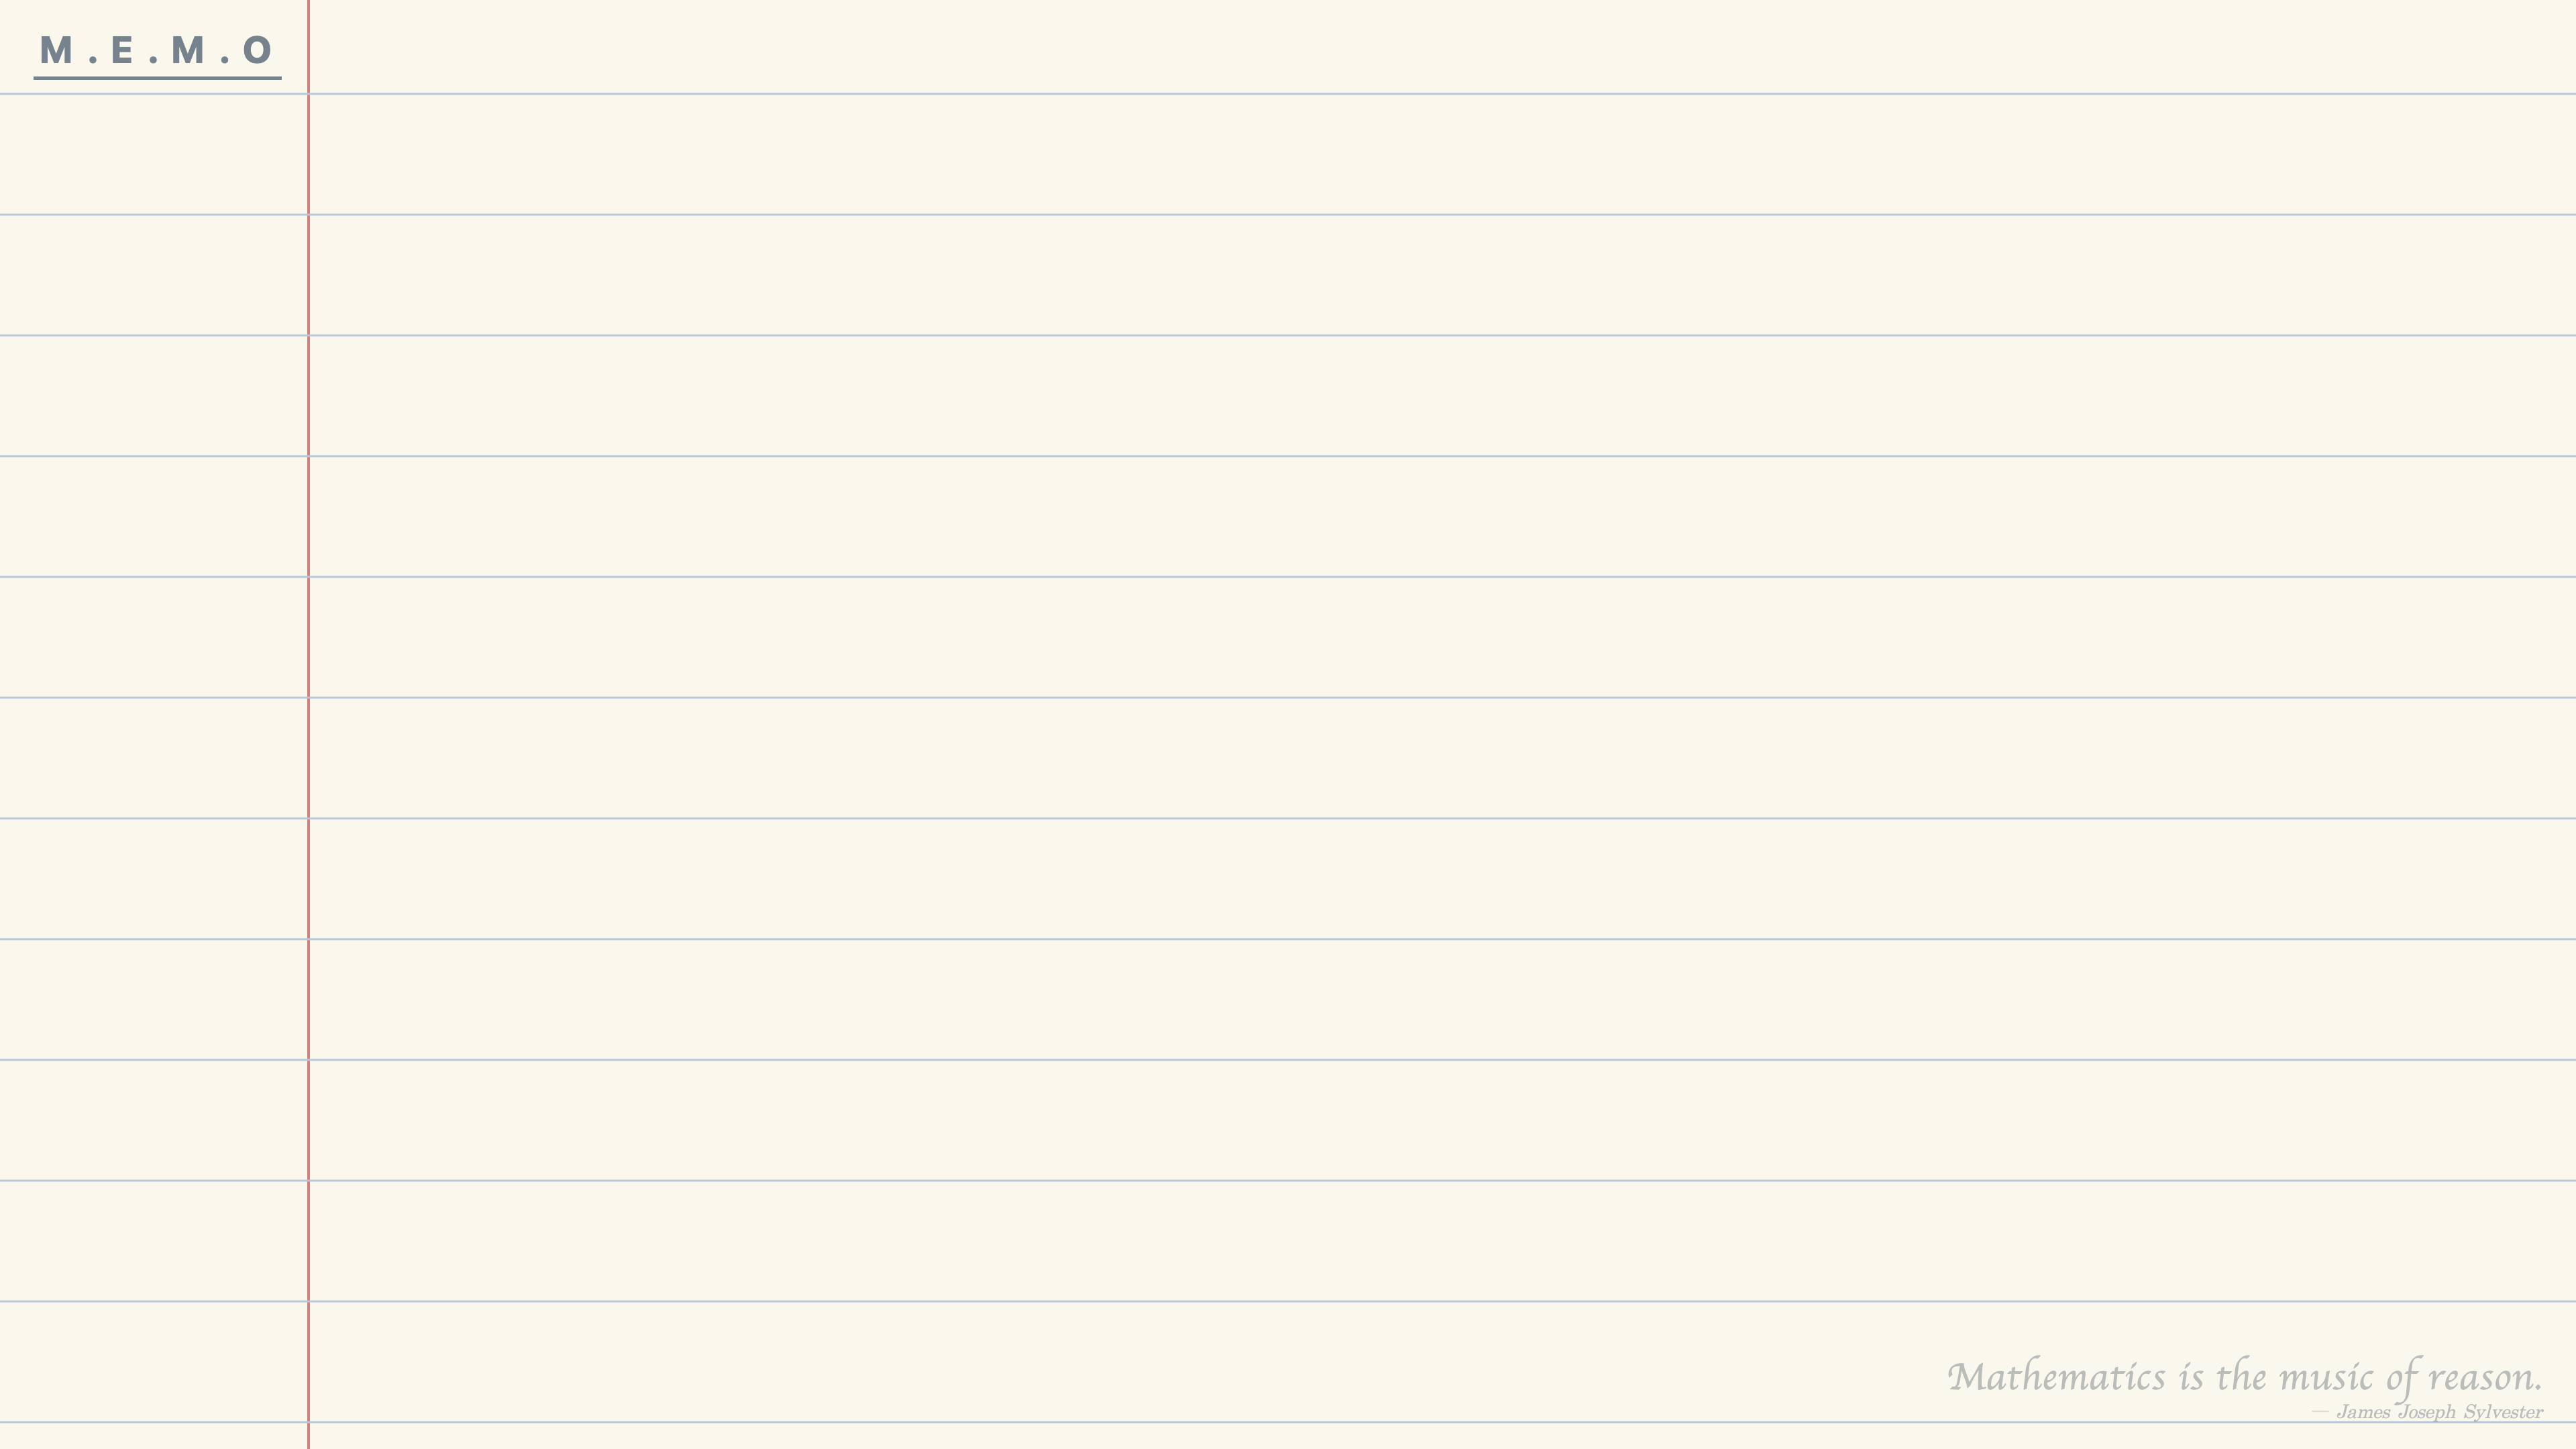 M.E.M.O
Mathematics is the music of reason.
— James Joseph Sylvester